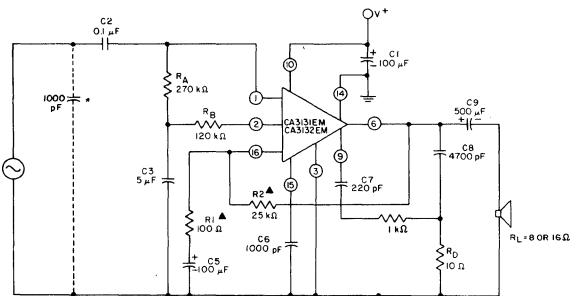 V+
C2
0.1 µF
C1
+
-100 µF
10
14
RA
270 kΩ
1000
pF
*
1
RB
120 kΩ
2
CA3131EM
CA3132EM
6
C9
500 µF
+ -
16
15
3
9
C3
5 µF
C7
220 pF
C8
4700 pF
R2▲
25 kΩ
R1▲
100 Ω
1 kΩ
C6
1000 pF
RL = 8 OR 16 Ω
C5
+
-100 µF
RD
10 Ω